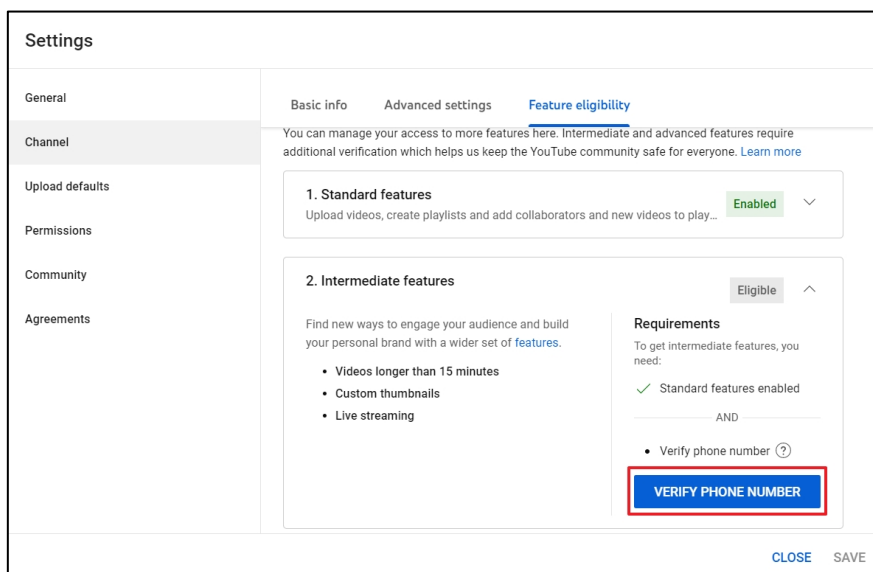 Settings
General
Channel
Upload defaults
Permissions
Community
Agreements
Basic info Advanced settings Feature eligibility
You can manage your access to more features here. Intermediate and advanced features require
additional verification which helps us keep the YouTube community safe for everyone. Learn more
1. Standard features
Upload videos, create playlists and add collaborators and new videos to play...
Enabled
2. Intermediate features
Eligible
Find new ways to engage your audience and build
your personal brand with a wider set of features.
• Videos longer than 15 minutes
• Custom thumbnails
• Live streaming
Requirements
To get intermediate features, you
need:
Standard features enabled
AND
• Verify phone number ?
VERIFY PHONE NUMBER
CLOSE SAVE